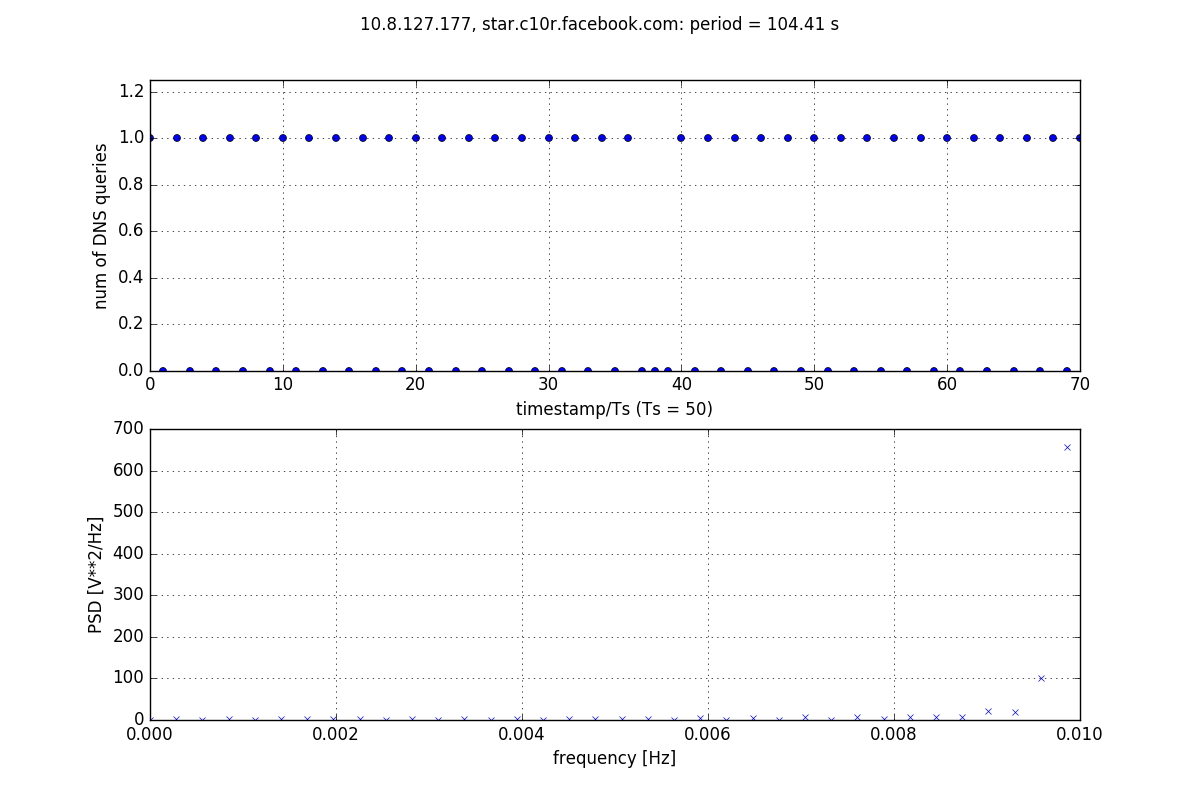 10.8.127.177, star.c10r.facebook.com: period = 104.41 s
num of DNS queries
1.2
1.0
0.8
0.6
0.4
0.2
0.0
0 10 20 30 40 50 60 70
timestamp/Ts (Ts = 50)
PSD [V**2/Hz]
700
600
500
400
300
200
100
0
0.000 0.002 0.004 0.006 0.008 0.010
frequency [Hz]